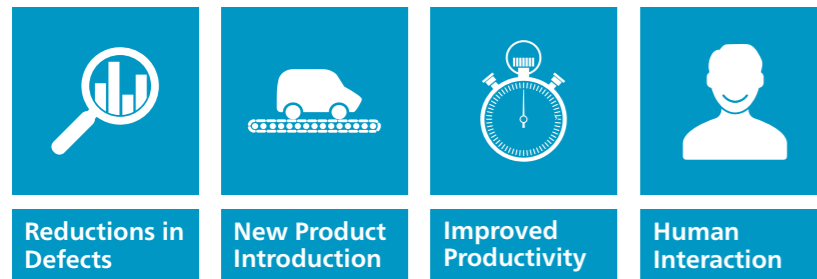 Reductions in
Defects
New Product
Introduction
Improved
Productivity
Human
Interaction